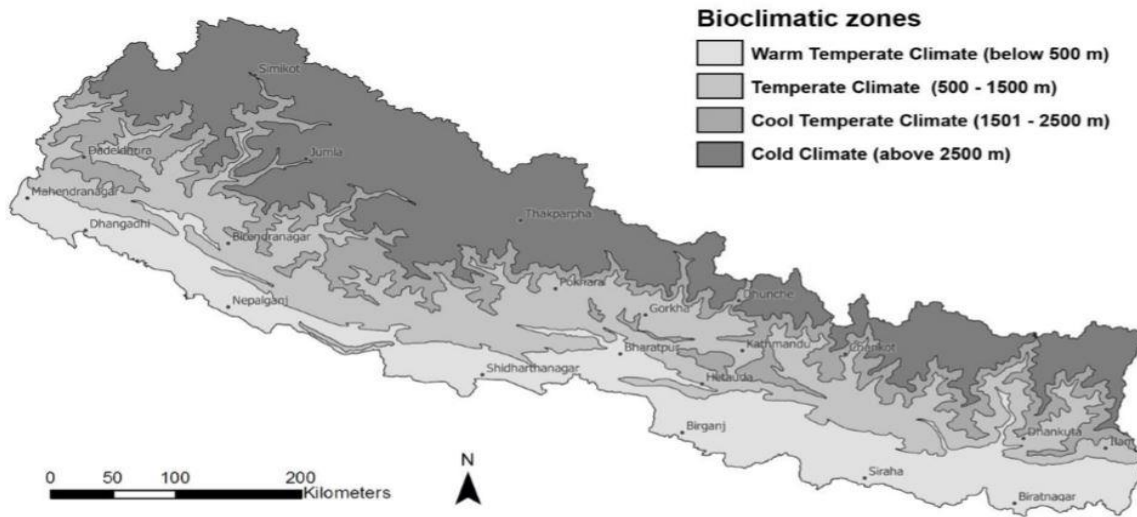 Bioclimatic zones
Warm Temperate Climate (below 500 m)
Temperate Climate (500 - 1500 m)
Cool Temperate Climate (1501 - 2500 m)
Cold Climate (above 2500 m)
Simikot
Dadeldhura
Jumla
Mahendranagar
Thakparpha
Dhangadhi
Birendranagar
Pokhara
Dhunche
Nepalganj
Gorkha
Kathmandu
Bharatpur
Shidharthanagar
Hetauda
Birganj
Dhankuta
Ilam
Siraha
Biratnagar
0 50 100 200
Kilometers
N